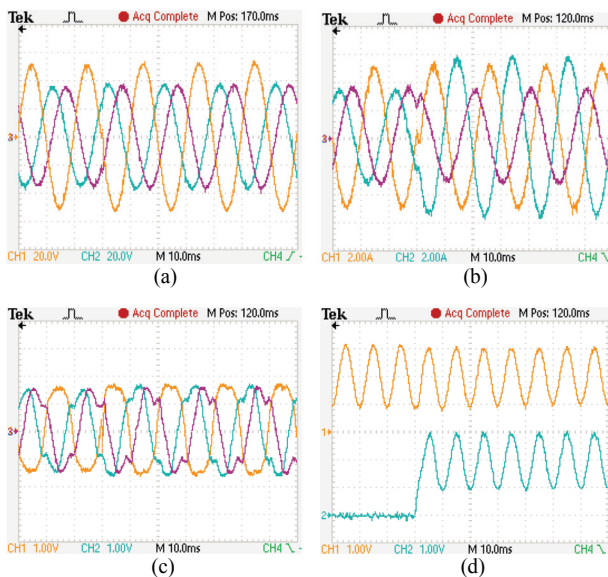 Tek Acq Complete M Pos: 170.0ms
3
CH1 20.0V CH2 20.0V M 10.0ms CH4
(a)
Tek Acq Complete M Pos: 120.0ms
3
CH1 2.00A CH2 2.00A M 10.0ms CH4
(b)
Tek Acq Complete M Pos: 120.0ms
3
CH1 1.00V CH2 1.00V M 10.0ms CH4
(c)
Tek Acq Complete M Pos: 120.0ms
1
2
CH1 1.00V CH2 1.00V M 10.0ms CH4
(d)